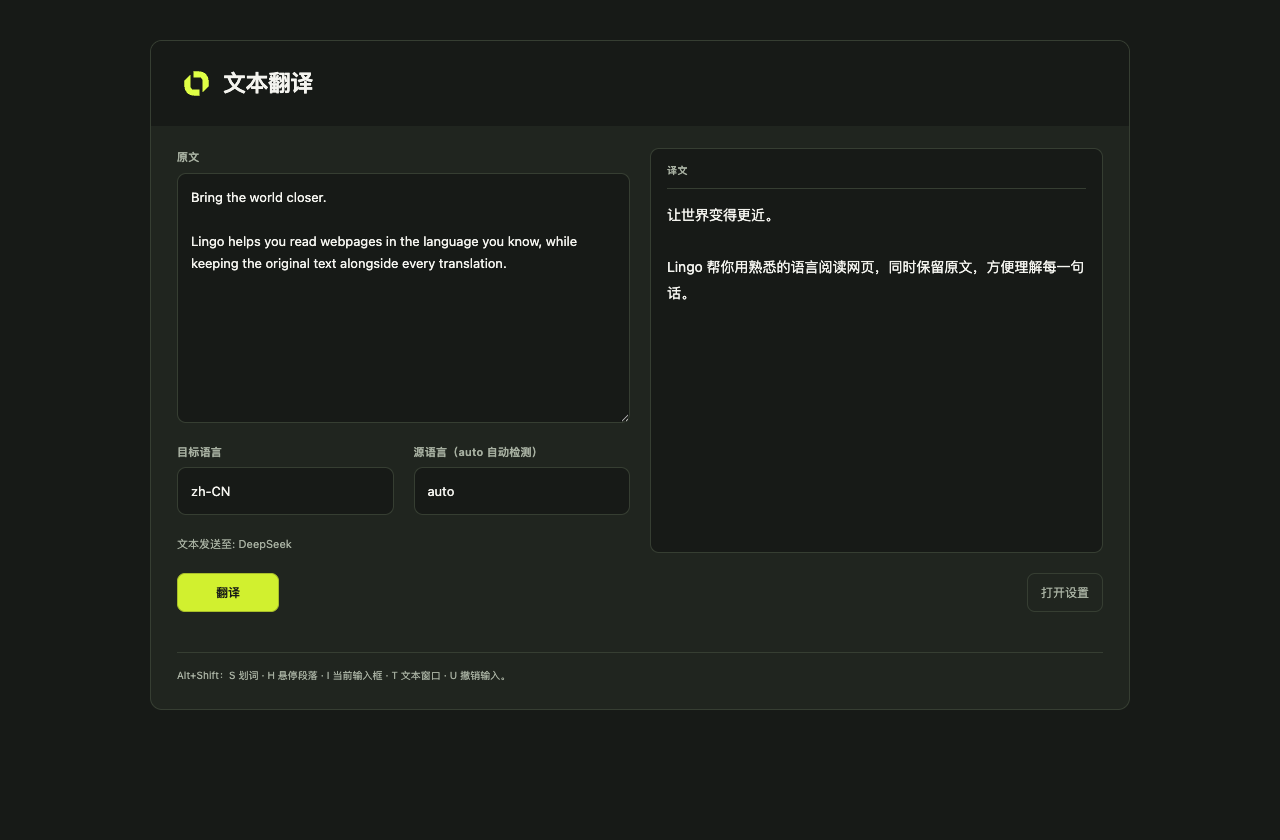 文本翻译
原文
Bring the world closer.
Lingo helps you read webpages in the language you know, while
keeping the original text alongside every translation.
目标语言
源语言（auto 自动检测）
zh-CN
auto
文本发送至: DeepSeek
翻译
译文
让世界变得更近。
Lingo 帮你用熟悉的语言阅读网页，同时保留原文，方便理解每一句
话。
打开设置
Alt+Shift：S 划词 · H 悬停段落 · I 当前输入框 · T 文本窗口 · U 撤销输入。